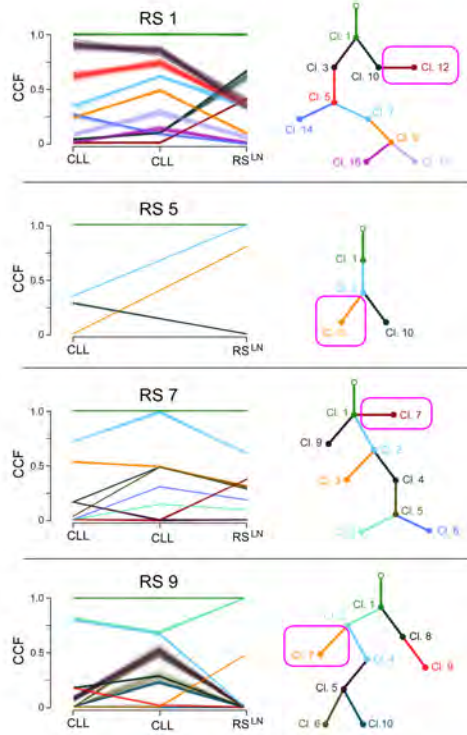 RS 1
CCF
1.0
0.5
0
CLL
CLL
RS LN
Cl. 1
Cl. 3
Cl. 10
Cl. 12
Cl. 5
Cl. 14
Cl. 7
Cl. 9
Cl. 16
RS 5
CCF
1.0
0.5
0
CLL
RS LN
Cl. 1
Cl. 10
RS 7
CCF
1.0
0.5
0
CLL
CLL
RS LN
Cl. 1
Cl. 7
Cl. 9
Cl. 2
Cl. 3
Cl. 4
Cl. 5
Cl. 6
RS 9
CCF
1.0
0.5
0
CLL
CLL
RS LN
Cl. 1
Cl. 8
Cl. 7
Cl. 4
Cl. 9
Cl. 5
Cl. 6
Cl.10